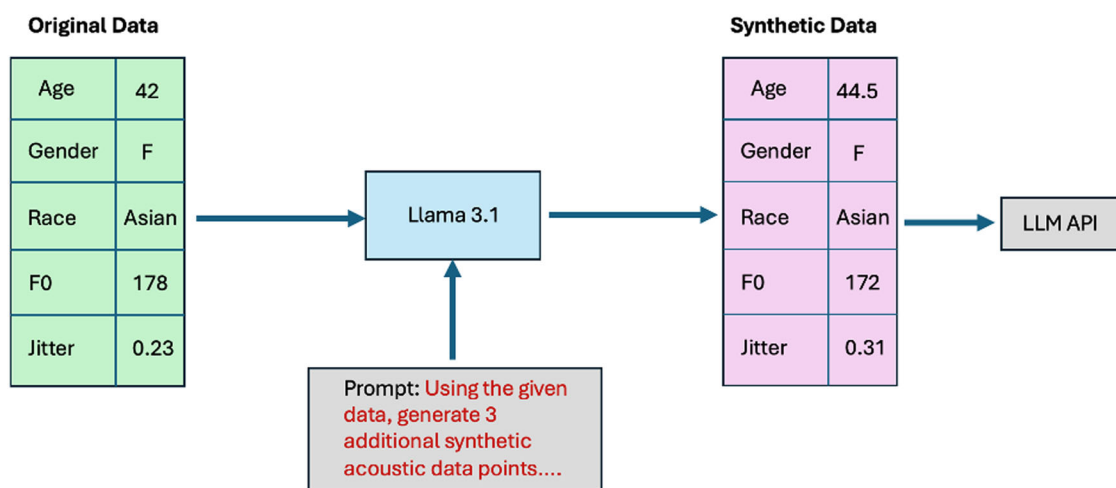 Original Data
Age 42
Gender F
Race Asian
F0 178
Jitter 0.23
Llama 3.1
Prompt: Using the given
data, generate 3
additional synthetic
acoustic data points....
Synthetic Data
Age 44.5
Gender F
Race Asian
F0 172
Jitter 0.31
LLM API